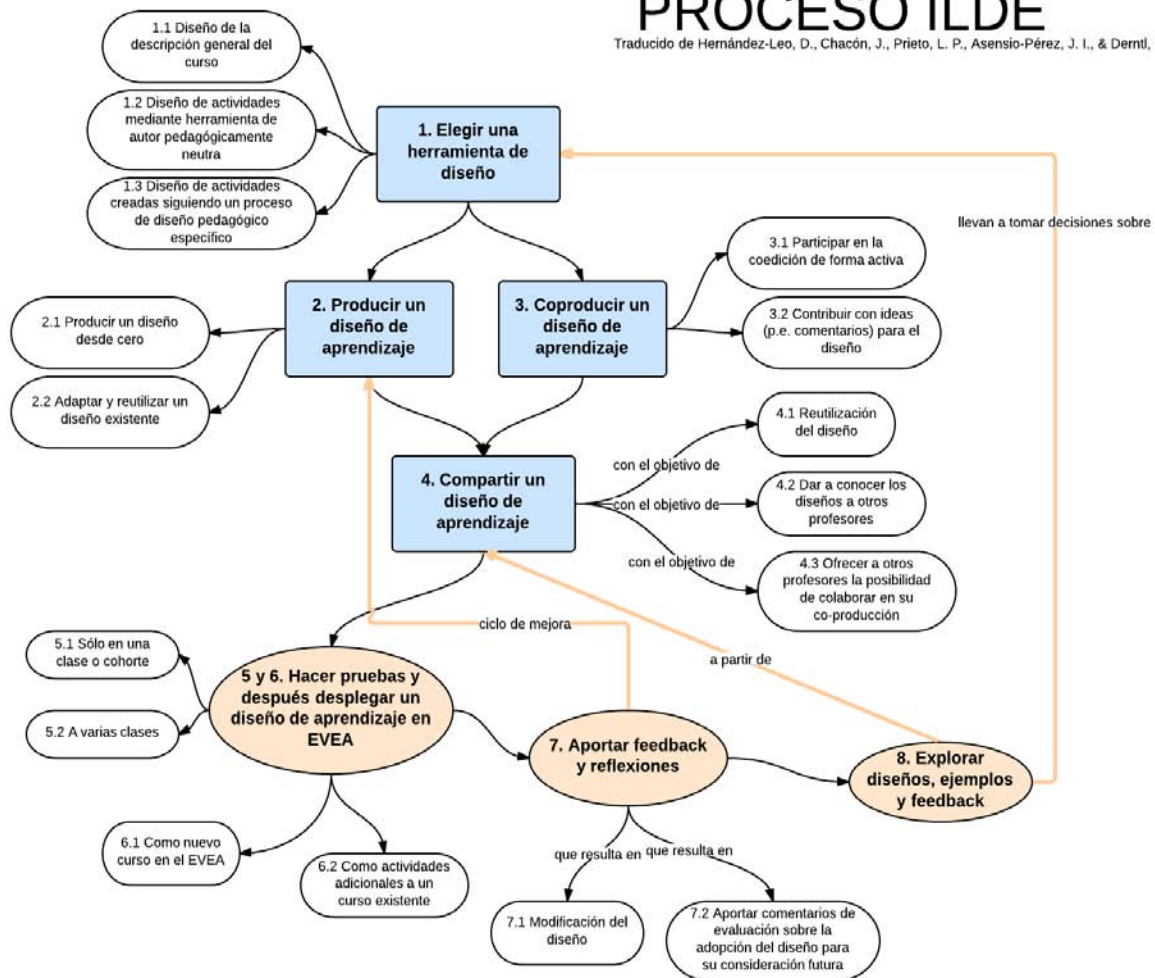 PROCESO ILDE
Traducido de Hernández-Leo, D., Chacón, J., Prieto, L. P., Asensio-Pérez, J. I., & Derntl,
1.1 Diseño de la
descripción general del
curso
1.2 Diseño de actividades
mediante herramienta de
autor pedagógicamente
neutra
1.3 Diseño de actividades
creadas siguiendo un proceso
de diseño pedagógico
específico
1. Elegir una
herramienta de
diseño
llevan a tomar decisiones sobre
2. Producir un
diseño de
aprendizaje
3. Coproducir un
diseño de
aprendizaje
3.1 Participar en la
coedición de forma activa
3.2 Contribuir con ideas
(p.e. comentarios) para el
diseño
2.1 Producir un diseño
desde cero
2.2 Adaptar y reutilizar un
diseño existente
4. Compartir un
diseño de
aprendizaje
con el objetivo de
con el objetivo de
con el objetivo de
4.1 Reutilización
del diseño
4.2 Dar a conocer los
diseños a otros
profesores
4.3 Ofrecer a otros
profesores la posibilidad
de colaborar en su
co-producción
ciclo de mejora
a partir de
5.1 Sólo en una
clase o cohorte
5.2 A varias clases
5 y 6. Hacer pruebas y
después desplegar un
diseño de aprendizaje en
EVEA
7. Aportar feedback
y reflexiones
8. Explorar
diseños, ejemplos
y feedback
6.1 Como nuevo
curso en el EVEA
6.2 Como actividades
adicionales a un
curso existente
que resulta en
que resulta en
7.1 Modificación del
diseño
7.2 Aportar comentarios de
evaluación sobre la
adopción del diseño para
su consideración futura